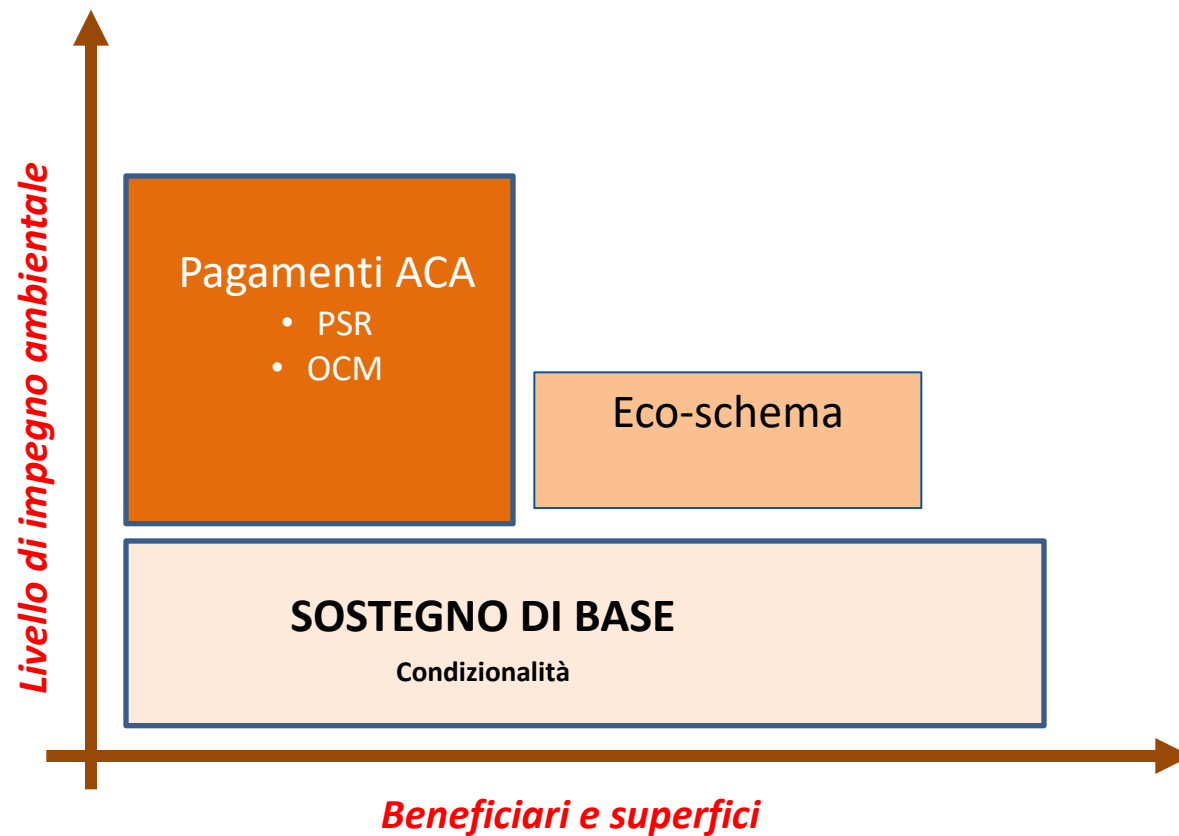 Livello di impegno ambientale
Pagamenti ACA
• PSR
• OCM
Eco-schema
SOSTEGNO DI BASE
Condizionalità
Beneficiari e superfici